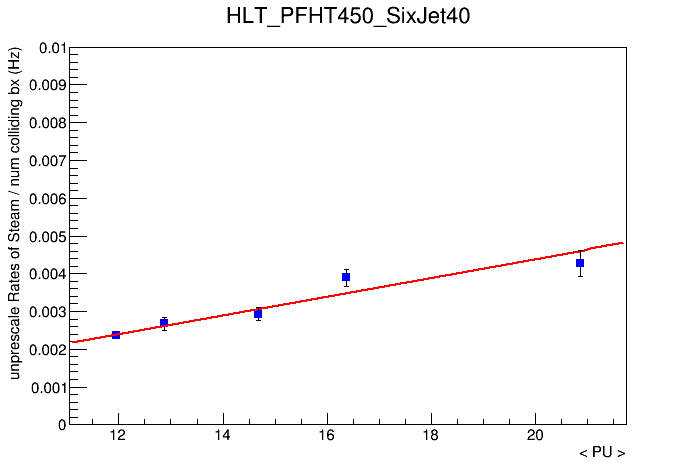 HLT_PFHT450_SixJet40
unprescale Rates of Steam / num colliding bx (Hz)
0.01
0.009
0.008
0.007
0.006
0.005
0.004
0.003
0.002
0.001
0
12 14 16 18 20
< PU >